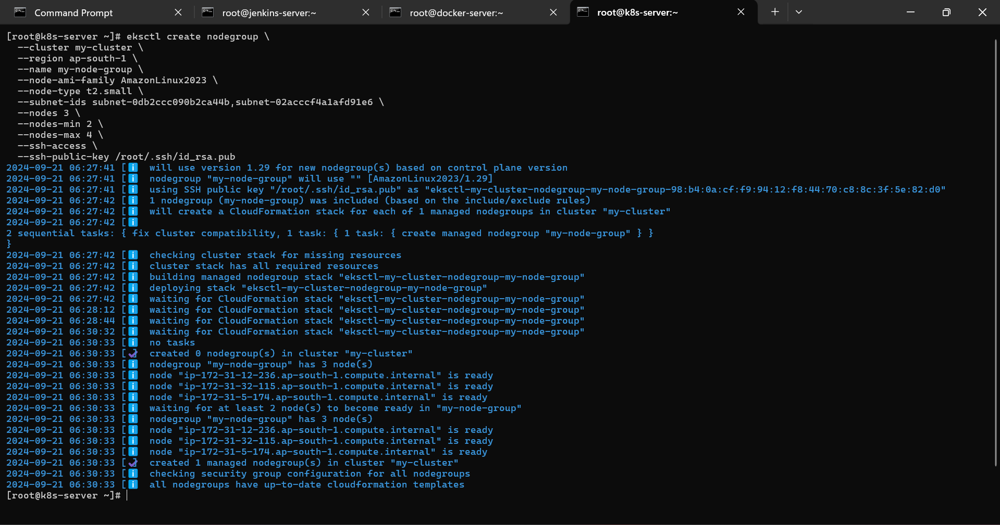 Command Prompt
root@jenkins-server:~
root@docker-server:~
root@k8s-server:~
[root@k8s-server ~]# eksctl create nodegroup \
  --cluster my-cluster \
  --region ap-south-1 \
  --name my-node-group \
  --node-ami-family AmazonLinux2023 \
  --node-type t2.small \
  --subnet-ids subnet-0db2ccc090b2ca44b,subnet-02acccf4a1afd91e6 \
  --nodes 3 \
  --nodes-min 2 \
  --nodes-max 4 \
  --ssh-access \
  --ssh-public-key /root/.ssh/id_rsa.pub
2024-09-21 06:27:41 [ℹ]  will use version 1.29 for new nodegroup(s) based on control plane version
2024-09-21 06:27:41 [ℹ]  nodegroup "my-node-group" will use "" [AmazonLinux2023/1.29]
2024-09-21 06:27:41 [ℹ]  using SSH public key "/root/.ssh/id_rsa.pub" as "eksctl-my-cluster-nodegroup-my-node-group-98:b4:0a:cf:f9:94:12:f8:44:70:c8:8c:3f:5e:82:d0"
2024-09-21 06:27:42 [ℹ]  1 nodegroup (my-node-group) was included (based on the include/exclude rules)
2024-09-21 06:27:42 [ℹ]  will create a CloudFormation stack for each of 1 managed nodegroups in cluster "my-cluster"
2024-09-21 06:27:42 [ℹ]
2 sequential tasks: { fix cluster compatibility, 1 task: { 1 task: { create managed nodegroup "my-node-group" } }
}
2024-09-21 06:27:42 [ℹ]  checking cluster stack for missing resources
2024-09-21 06:27:42 [ℹ]  cluster stack has all required resources
2024-09-21 06:27:42 [ℹ]  building managed nodegroup stack "eksctl-my-cluster-nodegroup-my-node-group"
2024-09-21 06:27:42 [ℹ]  deploying stack "eksctl-my-cluster-nodegroup-my-node-group"
2024-09-21 06:27:42 [ℹ]  waiting for CloudFormation stack "eksctl-my-cluster-nodegroup-my-node-group"
2024-09-21 06:28:12 [ℹ]  waiting for CloudFormation stack "eksctl-my-cluster-nodegroup-my-node-group"
2024-09-21 06:28:44 [ℹ]  waiting for CloudFormation stack "eksctl-my-cluster-nodegroup-my-node-group"
2024-09-21 06:30:32 [ℹ]  waiting for CloudFormation stack "eksctl-my-cluster-nodegroup-my-node-group"
2024-09-21 06:30:33 [ℹ]  no tasks
2024-09-21 06:30:33 [✔]  created 0 nodegroup(s) in cluster "my-cluster"
2024-09-21 06:30:33 [ℹ]  nodegroup "my-node-group" has 3 node(s)
2024-09-21 06:30:33 [ℹ]  node "ip-172-31-12-236.ap-south-1.compute.internal" is ready
2024-09-21 06:30:33 [ℹ]  node "ip-172-31-32-115.ap-south-1.compute.internal" is ready
2024-09-21 06:30:33 [ℹ]  node "ip-172-31-5-174.ap-south-1.compute.internal" is ready
2024-09-21 06:30:33 [ℹ]  waiting for at least 2 node(s) to become ready in "my-node-group"
2024-09-21 06:30:33 [ℹ]  nodegroup "my-node-group" has 3 node(s)
2024-09-21 06:30:33 [ℹ]  node "ip-172-31-12-236.ap-south-1.compute.internal" is ready
2024-09-21 06:30:33 [ℹ]  node "ip-172-31-32-115.ap-south-1.compute.internal" is ready
2024-09-21 06:30:33 [ℹ]  node "ip-172-31-5-174.ap-south-1.compute.internal" is ready
2024-09-21 06:30:33 [✔]  created 1 managed nodegroup(s) in cluster "my-cluster"
2024-09-21 06:30:33 [ℹ]  checking security group configuration for all nodegroups
2024-09-21 06:30:33 [ℹ]  all nodegroups have up-to-date cloudformation templates
[root@k8s-server ~]#